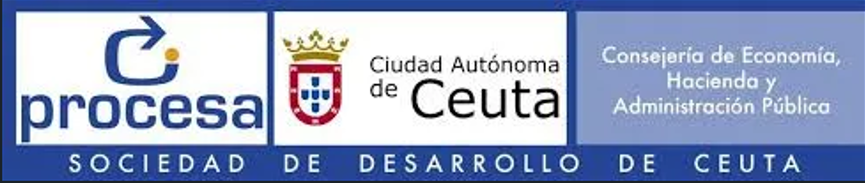 procesa
Ciudad Autónoma
de Ceuta
Consejería de Economía,
Hacienda y
Administración Pública
SOCIEDAD DE DESARROLLO DE CEUTA